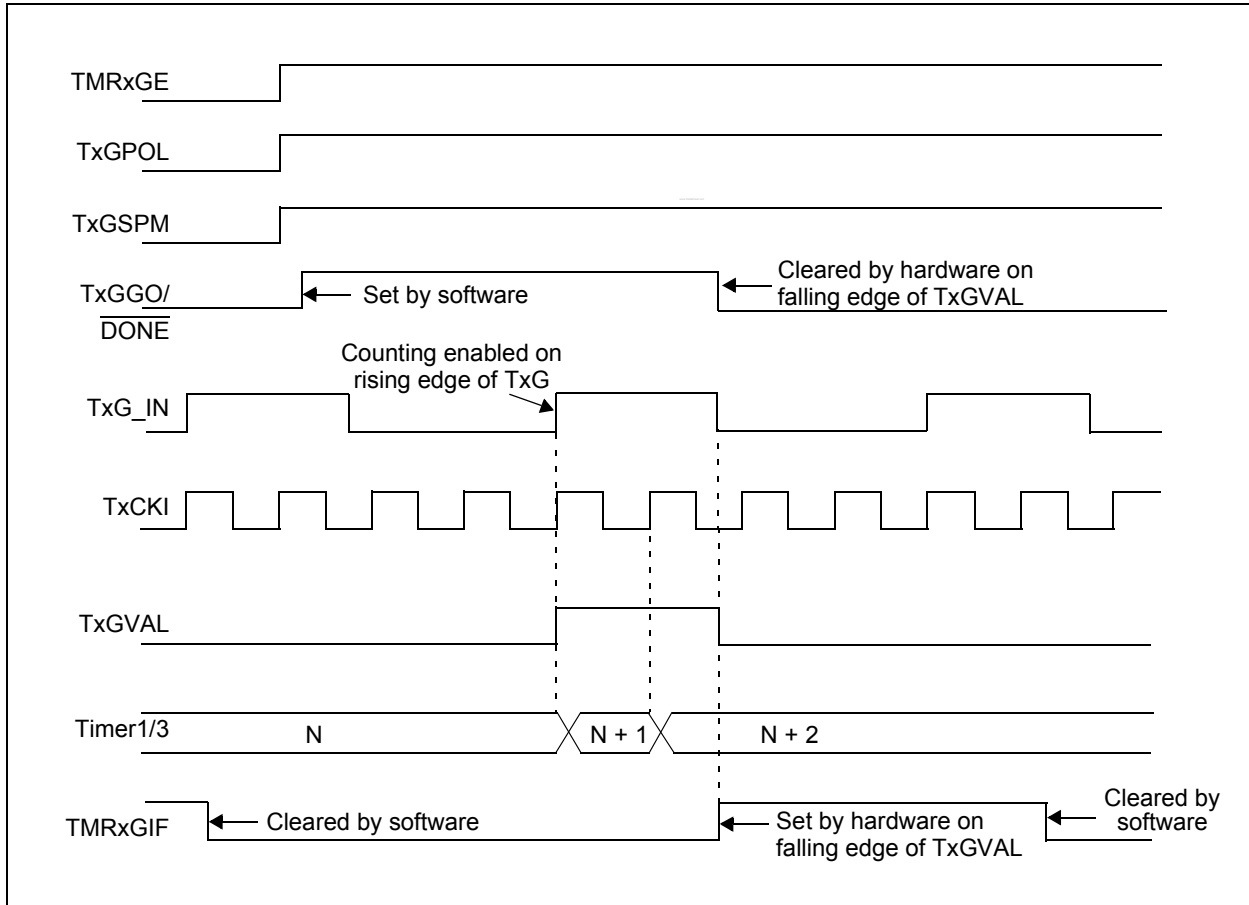 TMRxGE
TxGPOL
TxGSPM
TxGGO/
DONE
Set by software
Cleared by hardware on
falling edge of TxGVAL
Counting enabled on
rising edge of TxG
TxG_IN
TxCKI
TxGVAL
Timer1/3
N
N + 1
N + 2
TMRxGIF
Cleared by software
Set by hardware on
falling edge of TxGVAL
Cleared by
software